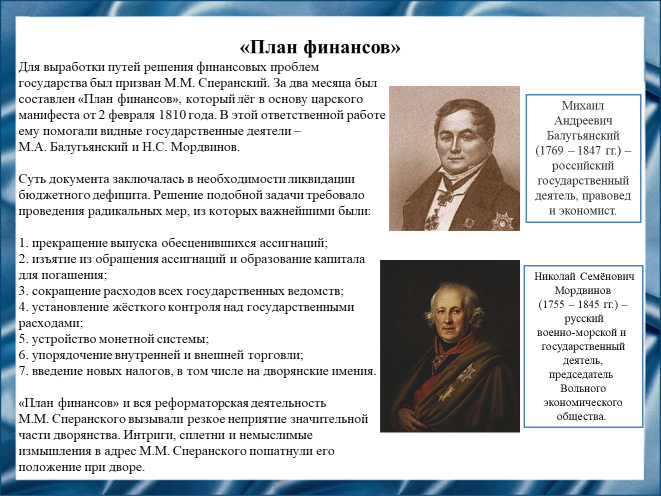 «План финансов»
Для выработки путей решения финансовых проблем
государства был призван М.М. Сперанский. За два месяца был
составлен «План финансов», который лёг в основу царского
манифеста от 2 февраля 1810 года. В этой ответственной работе
ему помогали видные государственные деятели –
М.А. Балугьянский и Н.С. Мордвинов.
Суть документа заключалась в необходимости ликвидации
бюджетного дефицита. Решение подобной задачи требовало
проведения радикальных мер, из которых важнейшими были:
1. прекращение выпуска обесценившихся ассигнаций;
2. изъятие из обращения ассигнаций и образование капитала
для погашения;
3. сокращение расходов всех государственных ведомств;
4. установление жёсткого контроля над государственными
расходами;
5. устройство монетной системы;
6. упорядочение внутренней и внешней торговли;
7. введение новых налогов, в том числе на дворянские имения.
«План финансов» и вся реформаторская деятельность
М.М. Сперанского вызывали резкое неприятие значительной
части дворянства. Интриги, сплетни и немыслимые
измышления в адрес М.М. Сперанского пошатнули его
положение при дворе.
Михаил
Андреевич
Балугьянский
(1769 – 1847 гг.) –
российский
государственный
деятель, правовед
и экономист.
Николай Семёнович
Мордвинов
(1755 – 1845 гг.) –
русский
военно-морской и
государственный
деятель,
председатель
Вольного
экономического
общества.